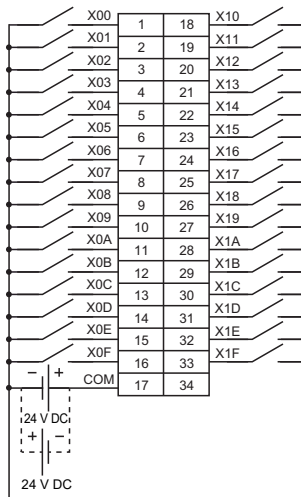 X00 1 18 X10
X01 2 19 X11
X02 3 20 X12
X03 4 21 X13
X04 5 22 X14
X05 6 23 X15
X06 7 24 X16
X07 8 25 X17
X08 9 26 X18
X09 10 27 X19
X0A 11 28 X1A
X0B 12 29 X1B
X0C 13 30 X1C
X0D 14 31 X1D
X0E 15 32 X1E
X0F 16 33 X1F
− + COM 17 34
24 V DC
+ −
24 V DC